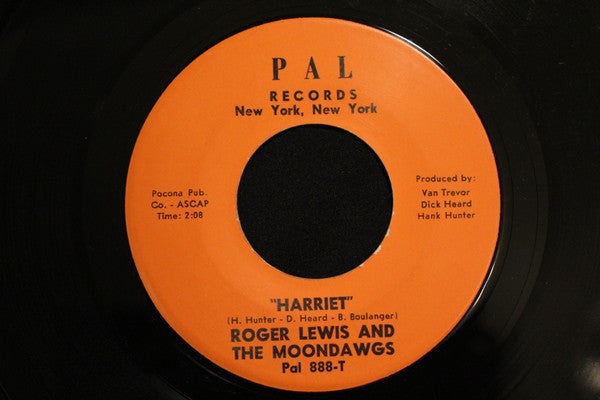 PAL
RECORDS
New York, New York
Pocona Pub.
Co. - ASCAP
Time: 2:08
Produced by:
Van Trevor
Dick Heard
Hank Hunter
"HARRIET"
(H. Hunter - D. Heard - B. Boulanger)
ROGER LEWIS AND
THE MOONDAWGS
Pal 888-T